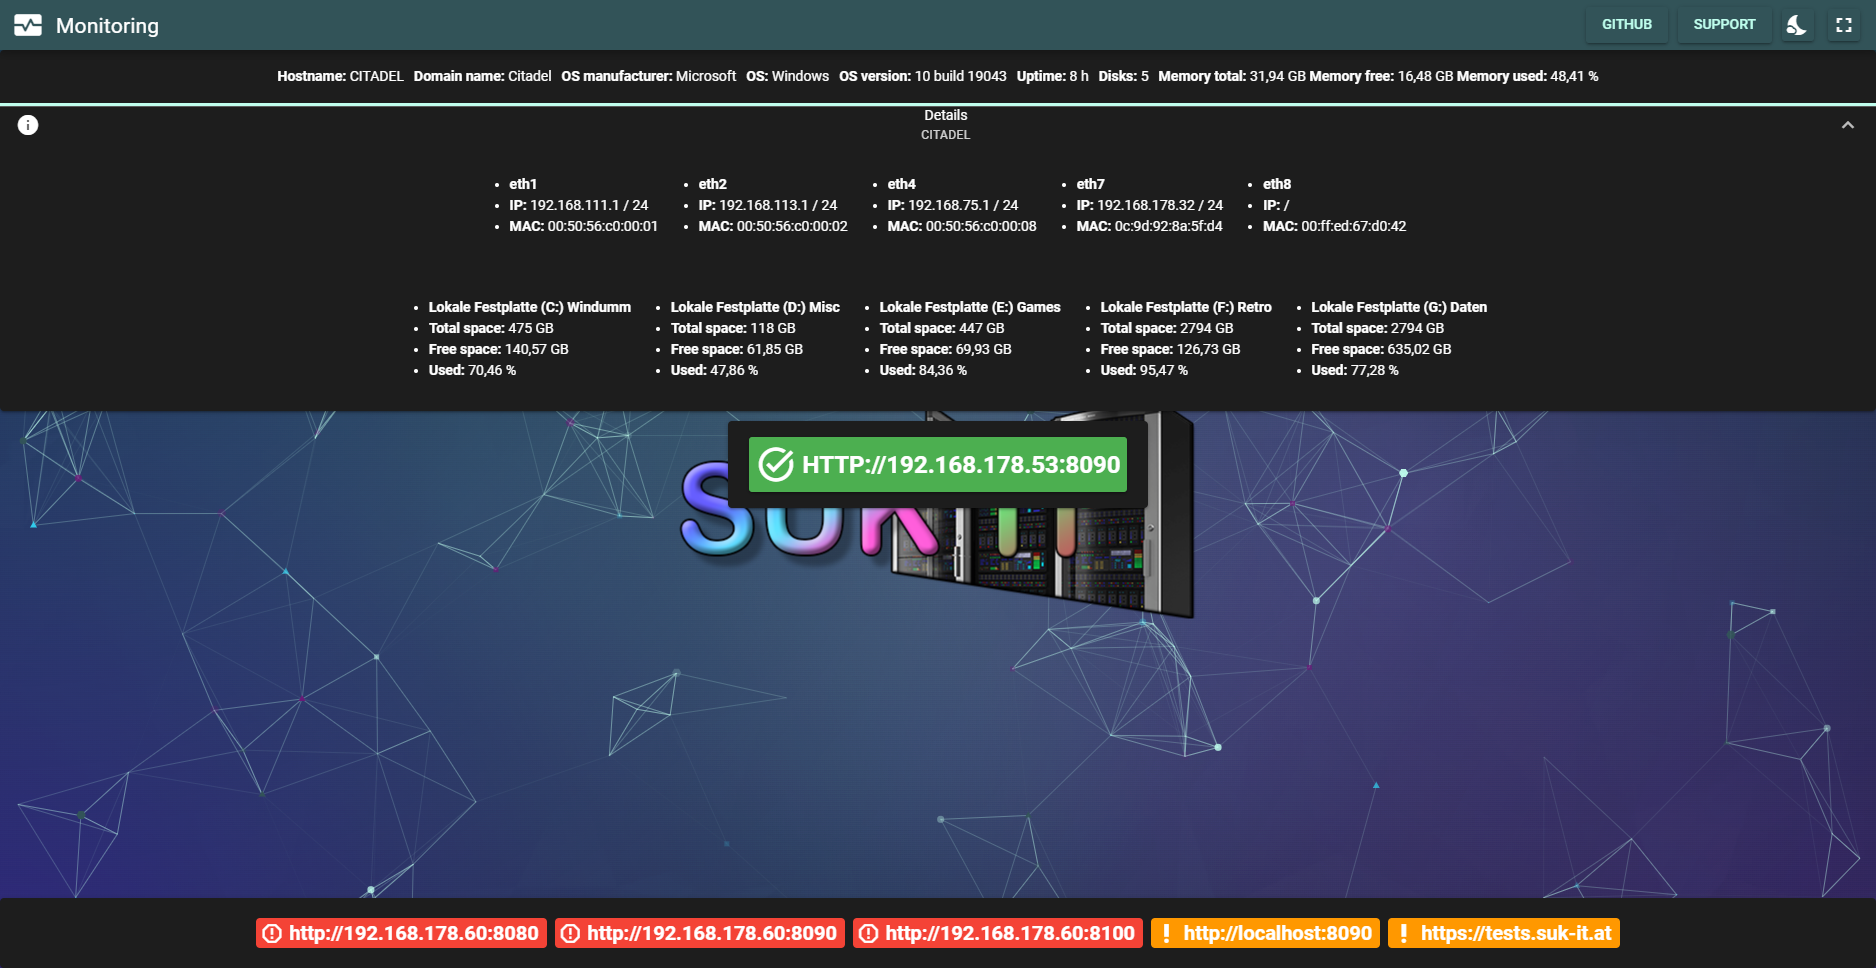 Monitoring
GITHUB
SUPPORT
Hostname: CITADEL Domain name: Citadel OS manufacturer: Microsoft OS: Windows OS version: 10 build 19043 Uptime: 8 h Disks: 5 Memory total: 31,94 GB Memory free: 16,48 GB Memory used: 48,41 %
Details
CITADEL
eth1
IP: 192.168.111.1 / 24
MAC: 00:50:56:c0:00:01
eth2
IP: 192.168.113.1 / 24
MAC: 00:50:56:c0:00:02
eth4
IP: 192.168.75.1 / 24
MAC: 00:50:56:c0:00:08
eth7
IP: 192.168.178.32 / 24
MAC: 0c:9d:92:8a:5f:d4
eth8
IP: /
MAC: 00:ff:ed:67:d0:42
Lokale Festplatte (C:) Windumm
Total space: 475 GB
Free space: 140,57 GB
Used: 70,46 %
Lokale Festplatte (D:) Misc
Total space: 118 GB
Free space: 61,85 GB
Used: 47,86 %
Lokale Festplatte (E:) Games
Total space: 447 GB
Free space: 69,93 GB
Used: 84,36 %
Lokale Festplatte (F:) Retro
Total space: 2794 GB
Free space: 126,73 GB
Used: 95,47 %
Lokale Festplatte (G:) Daten
Total space: 2794 GB
Free space: 635,02 GB
Used: 77,28 %
HTTP://192.168.178.53:8090
http://192.168.178.60:8080
http://192.168.178.60:8090
http://192.168.178.60:8100
http://localhost:8090
https://tests.suk-it.at